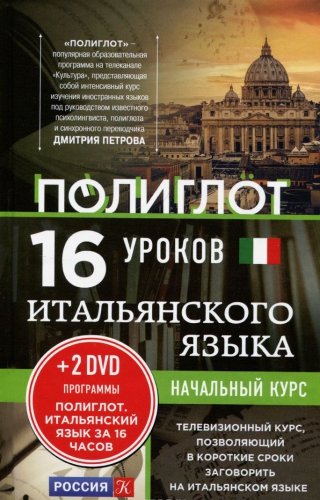 «ПОЛИГЛОТ» –
популярная образовательная
программа на телеканале
«Культура», представляющая
собой интенсивный курс
изучения иностранных языков
под руководством известного
психолингвиста, полиглота
и синхронного переводчика
ДМИТРИЯ ПЕТРОВА
ПОЛИГЛОТ
16 УРОКОВ
ИТАЛЬЯНСКОГО
ЯЗЫКА
+ 2 DVD
ПРОГРАММЫ
ПОЛИГЛОТ.
ИТАЛЬЯНСКИЙ
ЯЗЫК ЗА 16
ЧАСОВ
НАЧАЛЬНЫЙ КУРС
ТЕЛЕВИЗИОННЫЙ КУРС,
ПОЗВОЛЯЮЩИЙ
В КОРОТКИЕ СРОКИ
ЗАГОВОРИТЬ
НА ИТАЛЬЯНСКОМ ЯЗЫКЕ
РОССИЯ К